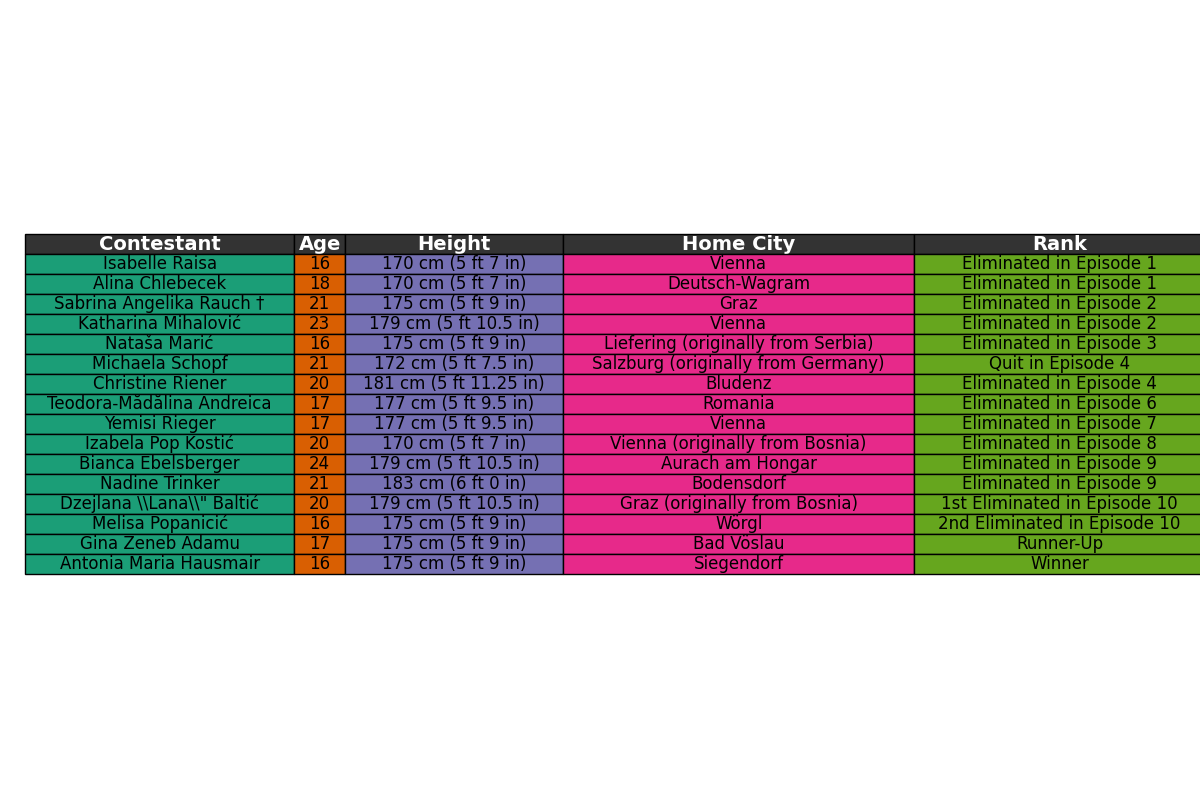 Contestant Age Height Home City Rank
Isabelle Raisa 16 170 cm (5 ft 7 in) Vienna Eliminated in Episode 1
Alina Chlebecek 18 170 cm (5 ft 7 in) Deutsch-Wagram Eliminated in Episode 1
Sabrina Angelika Rauch † 21 175 cm (5 ft 9 in) Graz Eliminated in Episode 2
Katharina Mihalović 23 179 cm (5 ft 10.5 in) Vienna Eliminated in Episode 2
Nataša Marić 16 175 cm (5 ft 9 in) Liefering (originally from Serbia) Eliminated in Episode 3
Michaela Schopf 21 172 cm (5 ft 7.5 in) Salzburg (originally from Germany) Quit in Episode 4
Christine Riener 20 181 cm (5 ft 11.25 in) Bludenz Eliminated in Episode 4
Teodora-Mădălina Andreica 17 177 cm (5 ft 9.5 in) Romania Eliminated in Episode 6
Yemisi Rieger 17 177 cm (5 ft 9.5 in) Vienna Eliminated in Episode 7
Izabela Pop Kostić 20 170 cm (5 ft 7 in) Vienna (originally from Bosnia) Eliminated in Episode 8
Bianca Ebelsberger 24 179 cm (5 ft 10.5 in) Aurach am Hongar Eliminated in Episode 9
Nadine Trinker 21 183 cm (6 ft 0 in) Bodensdorf Eliminated in Episode 9
Dzejlana \\Lana\\" Baltić 20 179 cm (5 ft 10.5 in) Graz (originally from Bosnia) 1st Eliminated in Episode 10
Melisa Popanicić 16 175 cm (5 ft 9 in) Wörgl 2nd Eliminated in Episode 10
Gina Zeneb Adamu 17 175 cm (5 ft 9 in) Bad Vöslau Runner-Up
Antonia Maria Hausmair 16 175 cm (5 ft 9 in) Siegendorf Winner